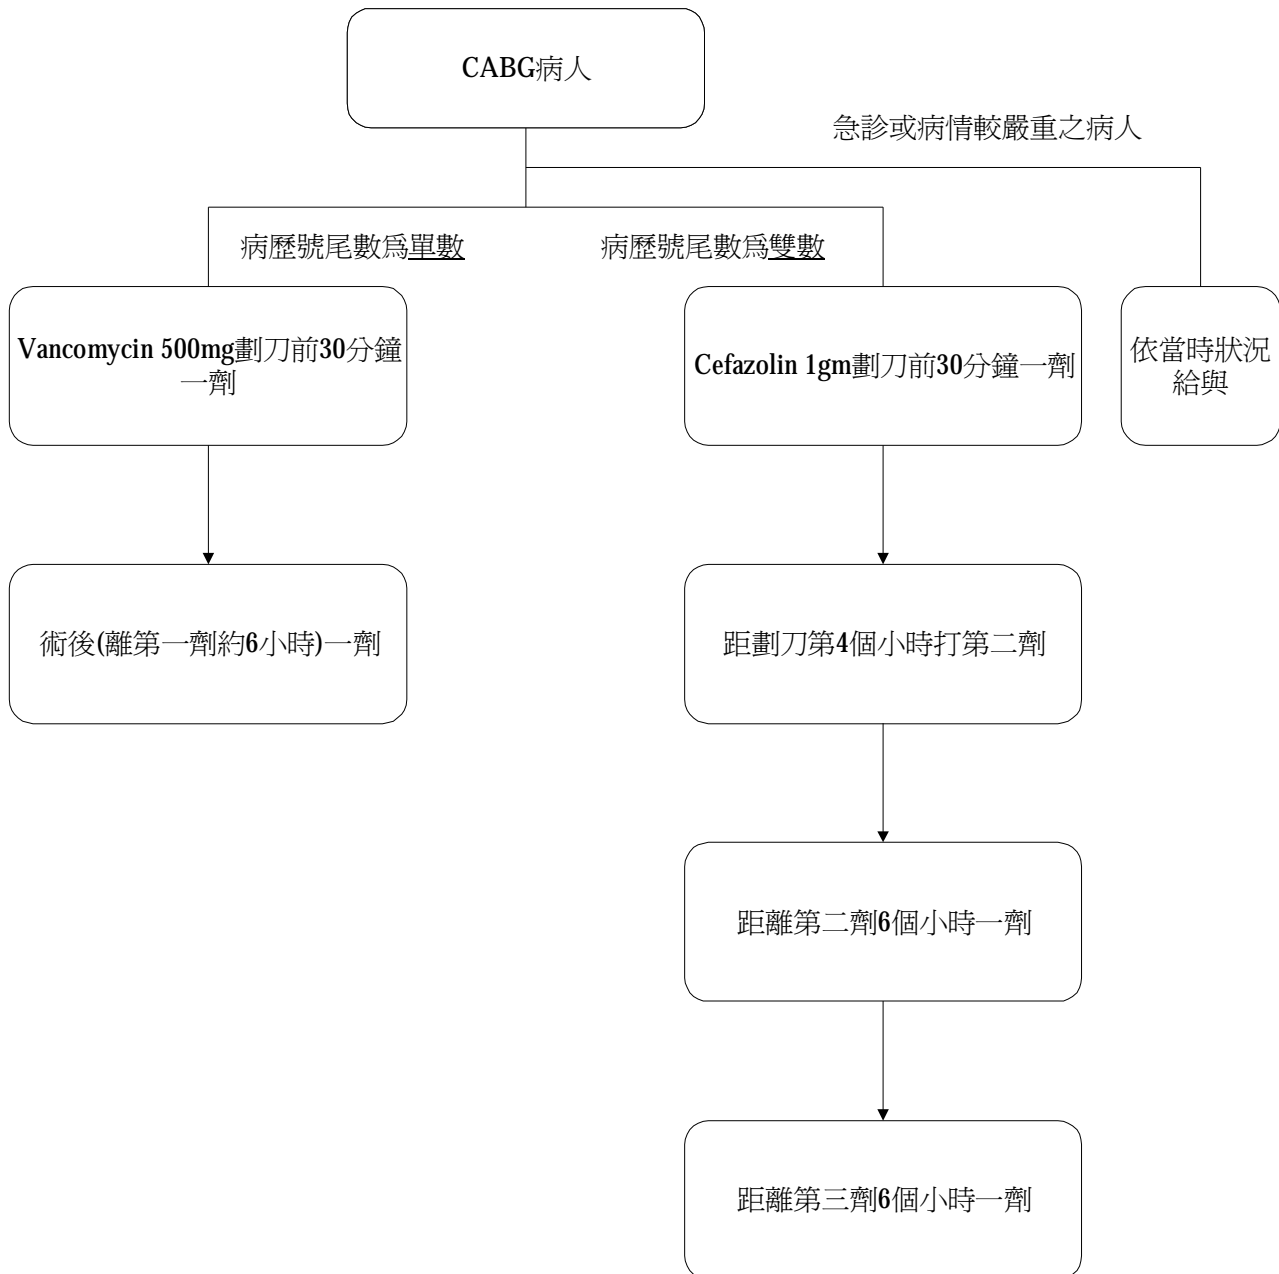 CABG病人
急診或病情較嚴重之病人
病歷號尾數為單數
病歷號尾數為雙數
Vancomycin 500mg劃刀前30分鐘
一劑
Cefazolin 1gm劃刀前30分鐘一劑
依當時狀況
給與
術後(離第一劑約6小時)一劑
距劃刀第4個小時打第二劑
距離第二劑6個小時一劑
距離第三劑6個小時一劑